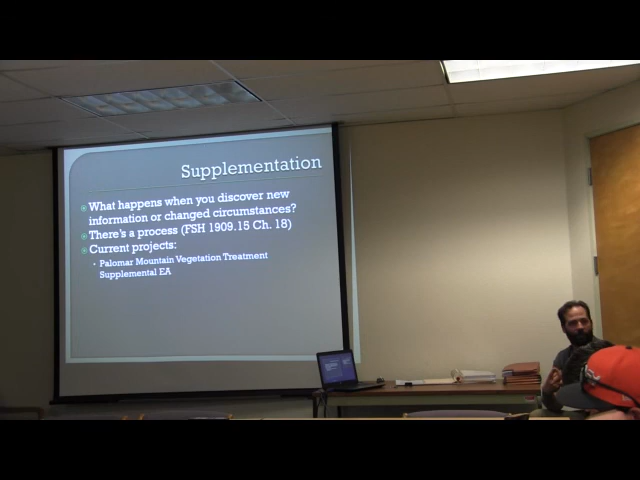 Supplementation
What happens when you discover new
information or changed circumstances?
There's a process (FSH 1909.15 Ch. 18)
Current projects:
Palomar Mountain Vegetation Treatment
Supplemental EA